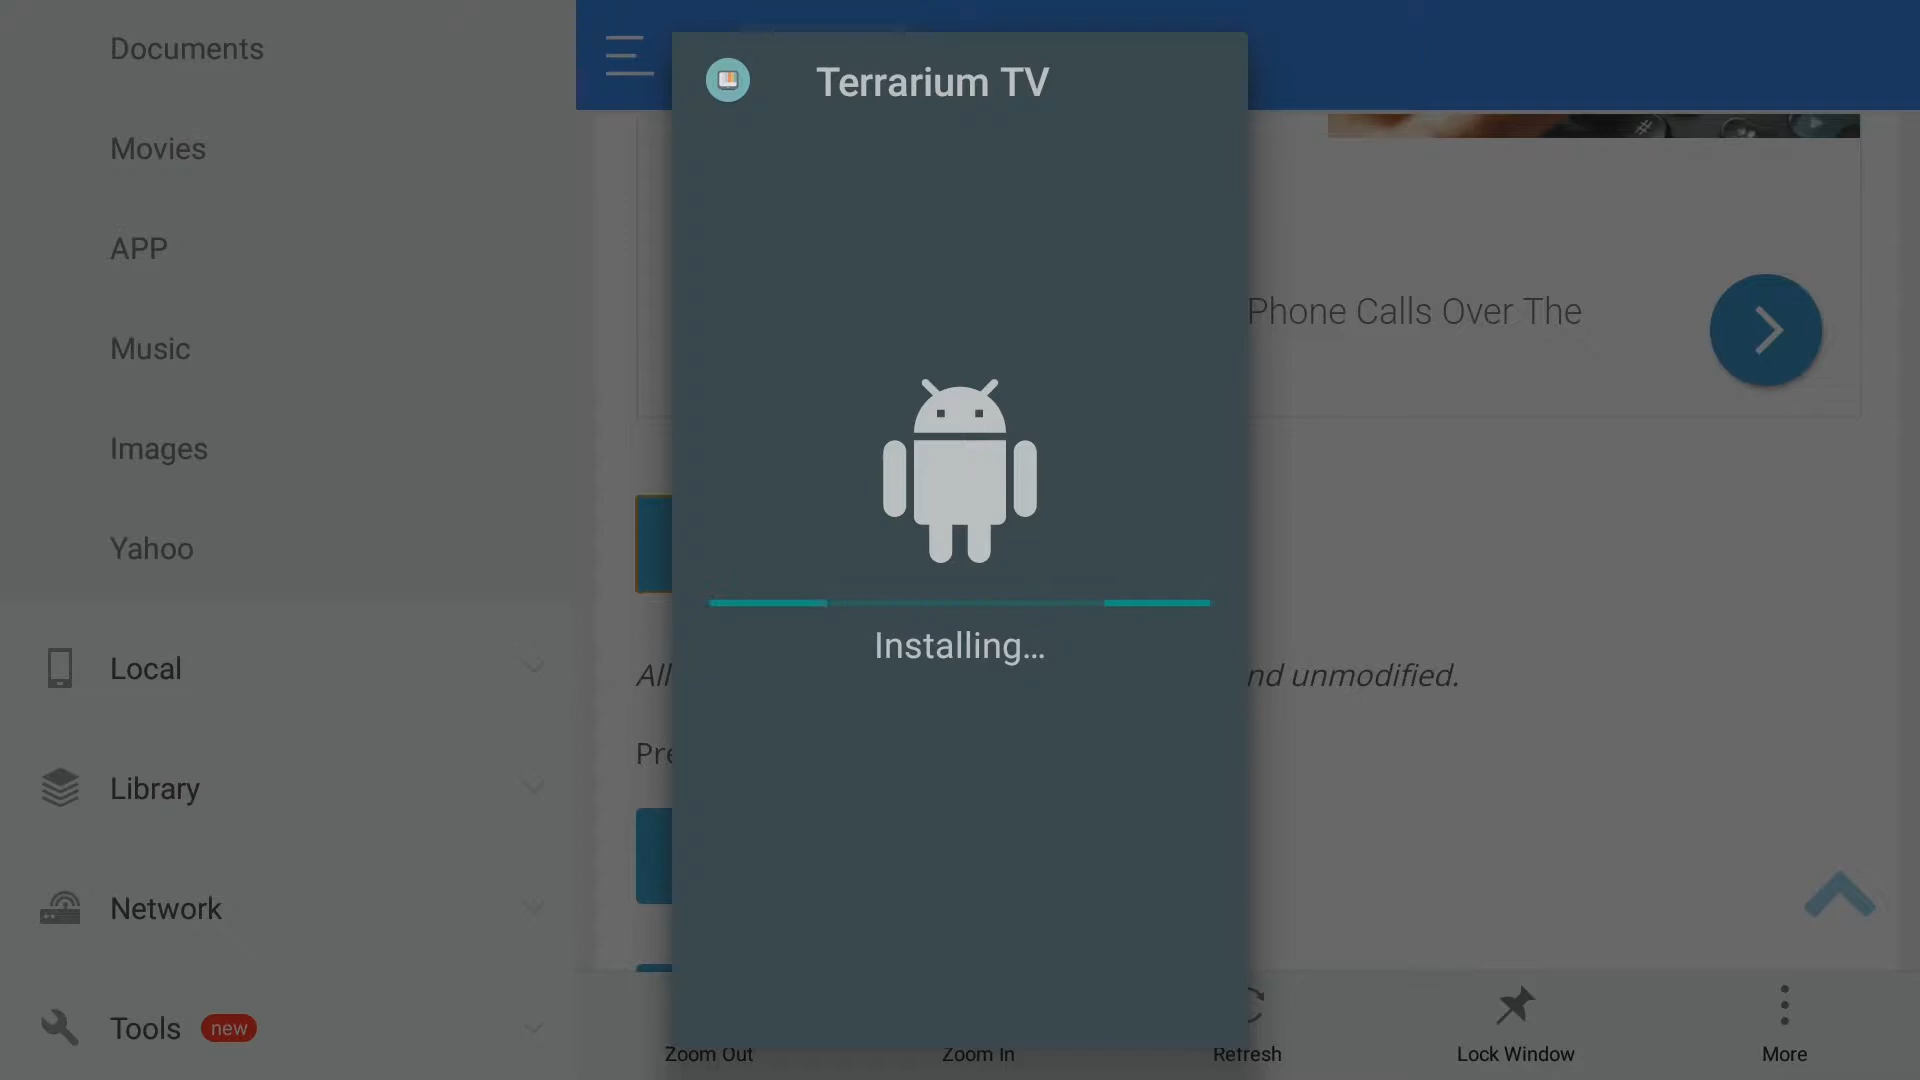 Documents
Movies
APP
Music
Images
Yahoo
Local
Library
Network
Tools new
Terrarium TV
Installing...
Phone Calls Over The
All
nd unmodified.
Pre
Zoom Out
Zoom In
Refresh
Lock Window
More